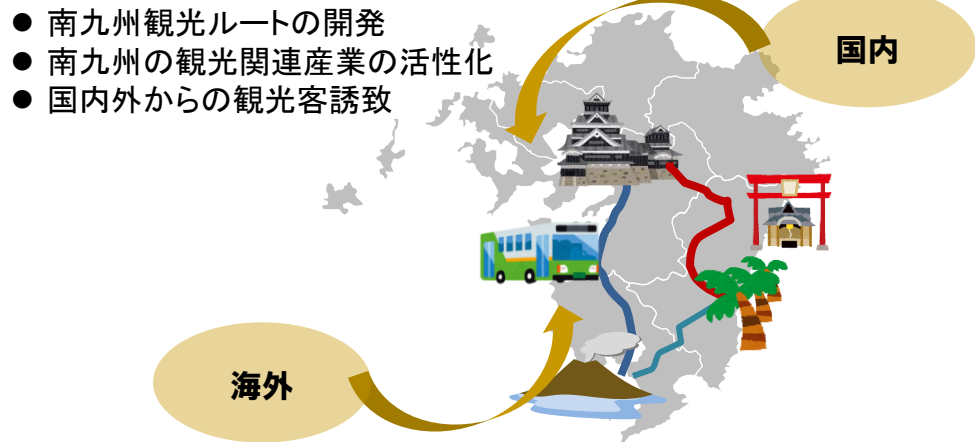 ● 南九州観光ルートの開発
● 南九州の観光関連産業の活性化
● 国内外からの観光客誘致
国内
海外